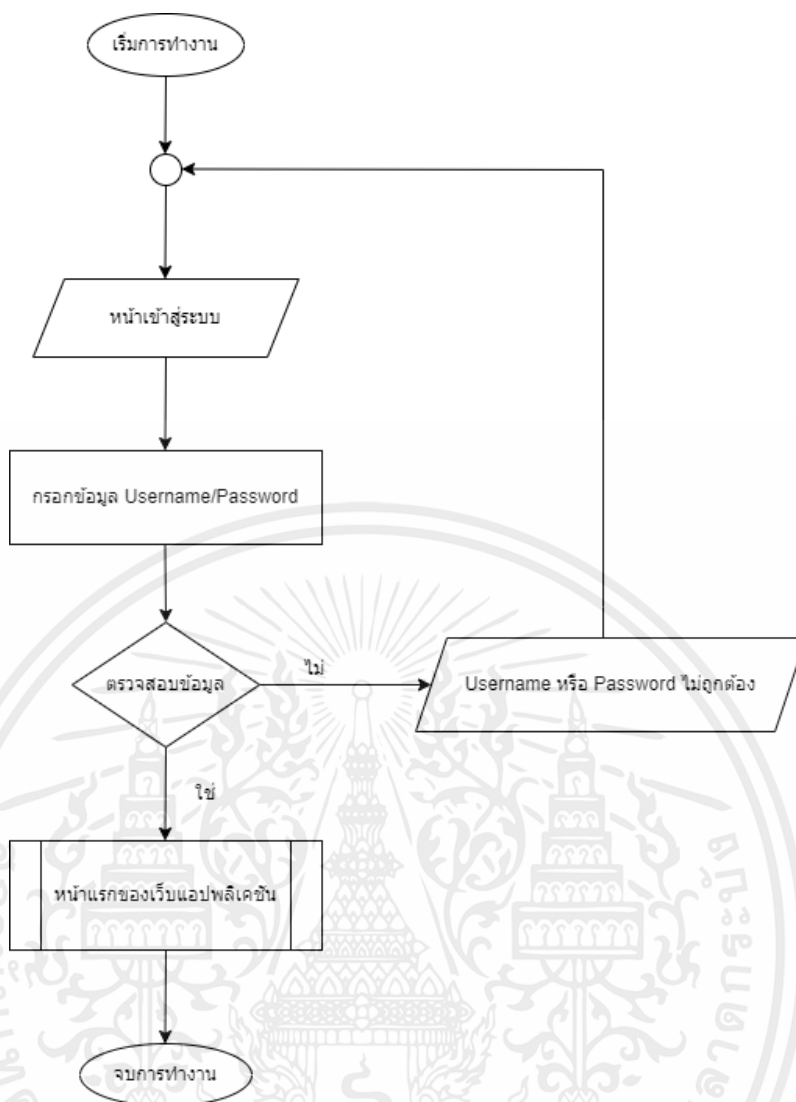 เริ่มการทำงาน
หน้าเข้าสู่ระบบ
กรอกข้อมูล Username/Password
ตรวจสอบข้อมูล
ไม่
Username หรือ Password ไม่ถูกต้อง
ใช่
หน้าแรกของเว็บแอปพลิเคชัน
จบการทำงาน